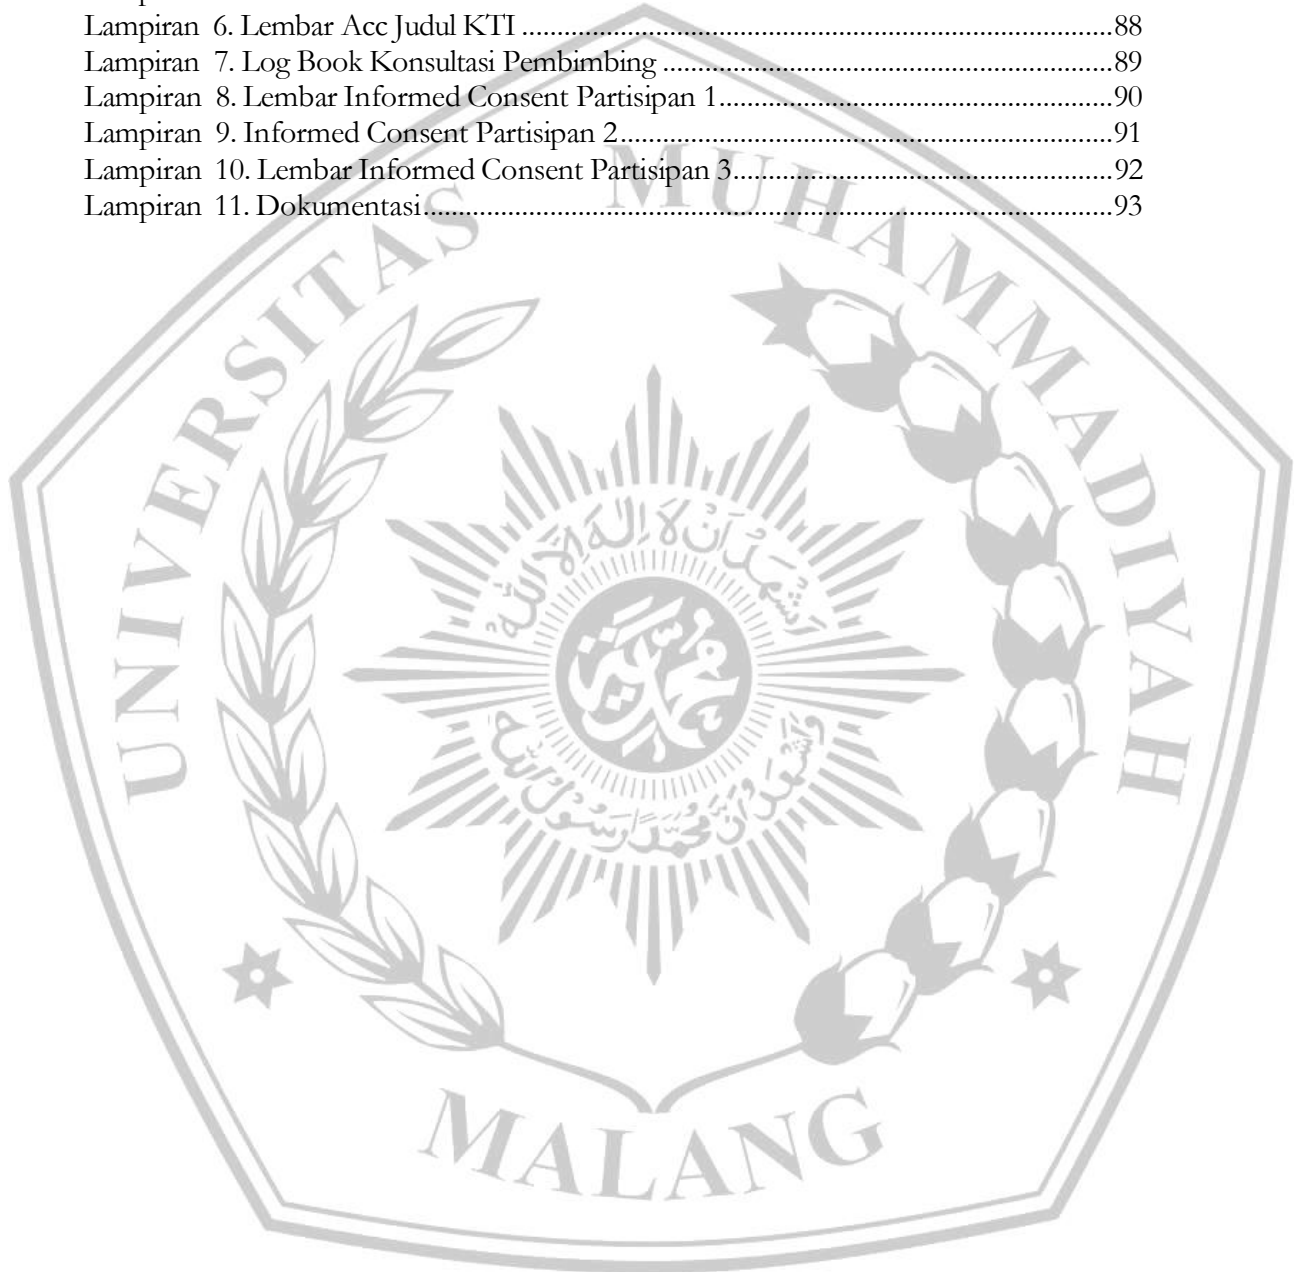 Lampiran 6. Lembar Acc Judul KTI ........................................................................................88
Lampiran 7. Log Book Konsultasi Pembimbing ....................................................................89
Lampiran 8. Lembar Informed Consent Partisipan 1............................................................90
Lampiran 9. Informed Consent Partisipan 2..........................................................................91
Lampiran 10. Lembar Informed Consent Partisipan 3..........................................................92
Lampiran 11. Dokumentasi.......................................................................................................93
UNIVERSITAS MUHAMMADIYAH
MALANG